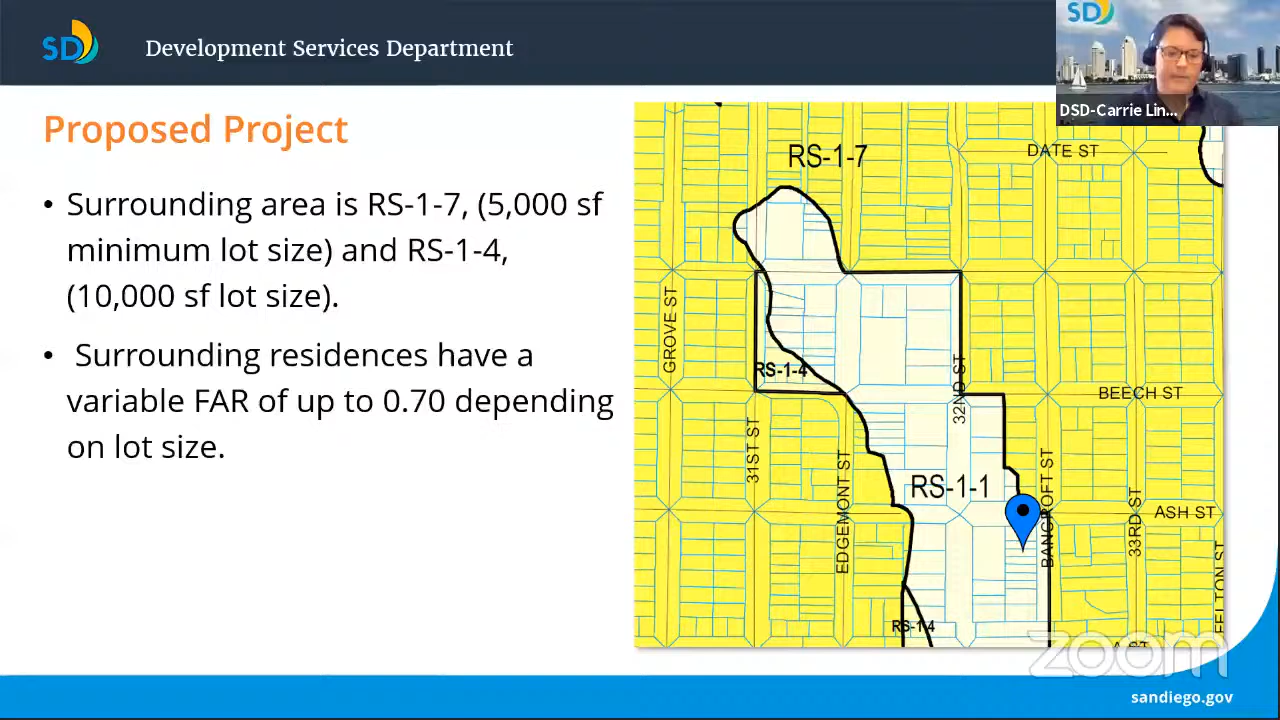 SD
Development Services Department
SD
DSD-Carrie Lin...
Proposed Project
• Surrounding area is RS-1-7, (5,000 sf
minimum lot size) and RS-1-4,
(10,000 sf lot size).
• Surrounding residences have a
variable FAR of up to 0.70 depending
on lot size.
RS-1-7
DATE ST
GROVE ST
RS-1-4
32ND ST
BEECH ST
31ST ST
EDGEMONT ST
RS-1-1
BANCROFT ST
33RD ST
ASH ST
FELTON ST
RS-1-4
A ST
zoom
sandiego.gov